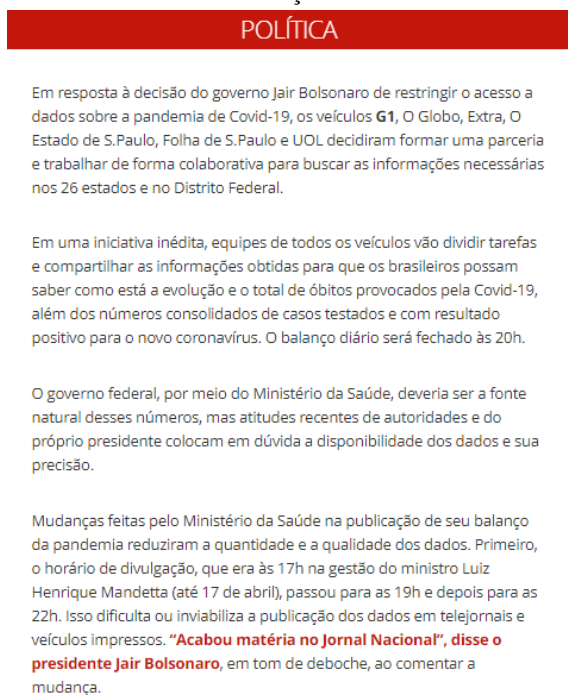 POLÍTICA
Em resposta à decisão do governo Jair Bolsonaro de restringir o acesso a
dados sobre a pandemia de Covid-19, os veículos G1, O Globo, Extra, O
Estado de S.Paulo, Folha de S.Paulo e UOL decidiram formar uma parceria
e trabalhar de forma colaborativa para buscar as informações necessárias
nos 26 estados e no Distrito Federal.
Em uma iniciativa inédita, equipes de todos os veículos vão dividir tarefas
e compartilhar as informações obtidas para que os brasileiros possam
saber como está a evolução e o total de óbitos provocados pela Covid-19,
além dos números consolidados de casos testados e com resultado
positivo para o novo coronavírus. O balanço diário será fechado às 20h.
O governo federal, por meio do Ministério da Saúde, deveria ser a fonte
natural desses números, mas atitudes recentes de autoridades e do
próprio presidente colocam em dúvida a disponibilidade dos dados e sua
precisão.
Mudanças feitas pelo Ministério da Saúde na publicação de seu balanço
da pandemia reduziram a quantidade e a qualidade dos dados. Primeiro,
o horário de divulgação, que era às 17h na gestão do ministro Luiz
Henrique Mandetta (até 17 de abril), passou para as 19h e depois para as
22h. Isso dificulta ou inviabiliza a publicação dos dados em telejornais e
veículos impressos. “Acabou matéria no Jornal Nacional”, disse o
presidente Jair Bolsonaro, em tom de deboche, ao comentar a
mudança.